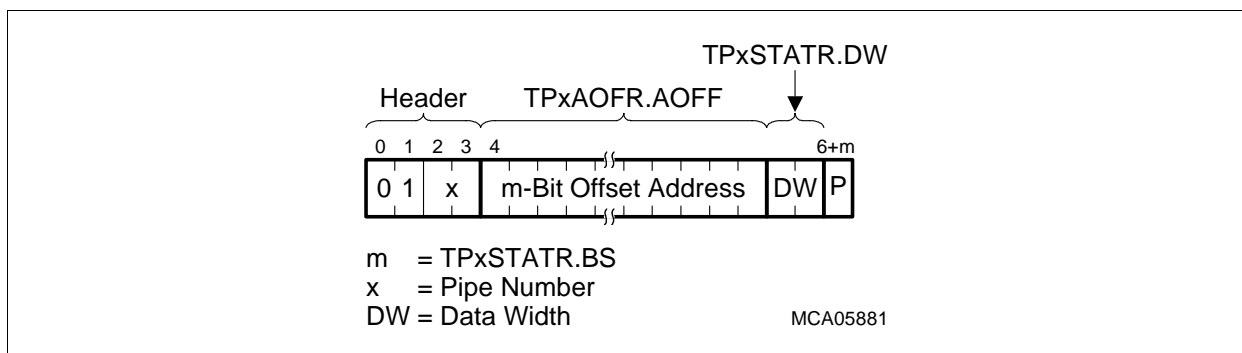 TPxSTATR.DW
Header TPxAOFR.AOFF
0 1 2 3 4 6+m
0 1 x m-Bit Offset Address DW P
m = TPxSTATR.BS
x = Pipe Number
DW = Data Width MCA05881